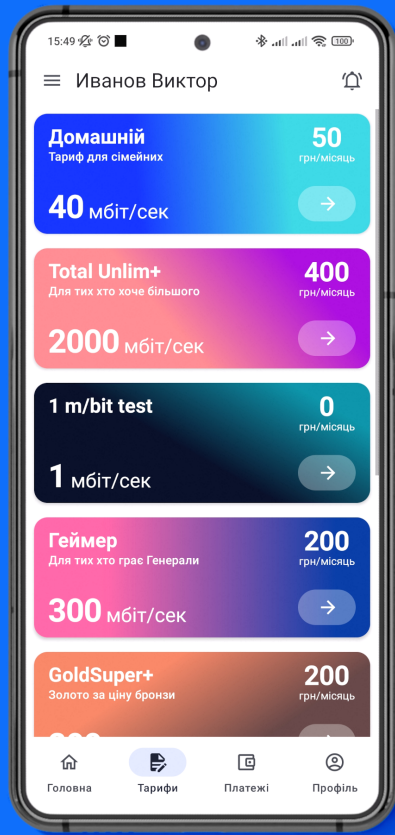 15:49
100
Иванов Виктор
Домашній
50
Тариф для сімейних
грн/місяць
40 мбіт/сек
Total Unlim+
400
Для тих хто хоче більшого
грн/місяць
2000 мбіт/сек
1 m/bit test
0
грн/місяць
1 мбіт/сек
Геймер
200
Для тих хто грає Генерали
грн/місяць
300 мбіт/сек
GoldSuper+
200
Золото за ціну бронзи
грн/місяць
Головна
Тарифи
Платежі
Профіль